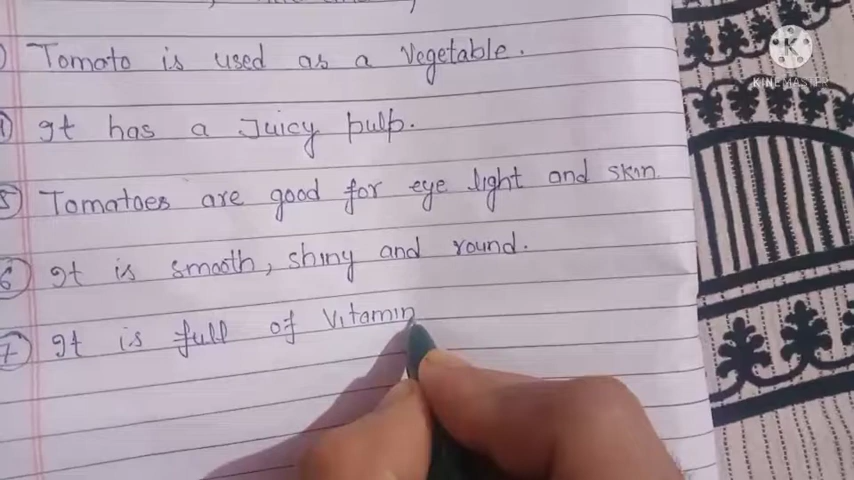 ) Tomato is used as a Vegetable.
It has a Juicy pulp.
5 Tomatoes are good for eye light and skin
6 It is smooth, shiny and round.
7. It is full of Vitamin
K
KINEMASTER